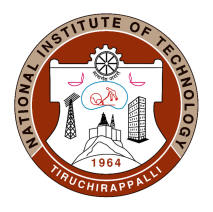 NATIONAL INSTITUTE OF TECHNOLOGY
1964
TIRUCHIRAPPALLI